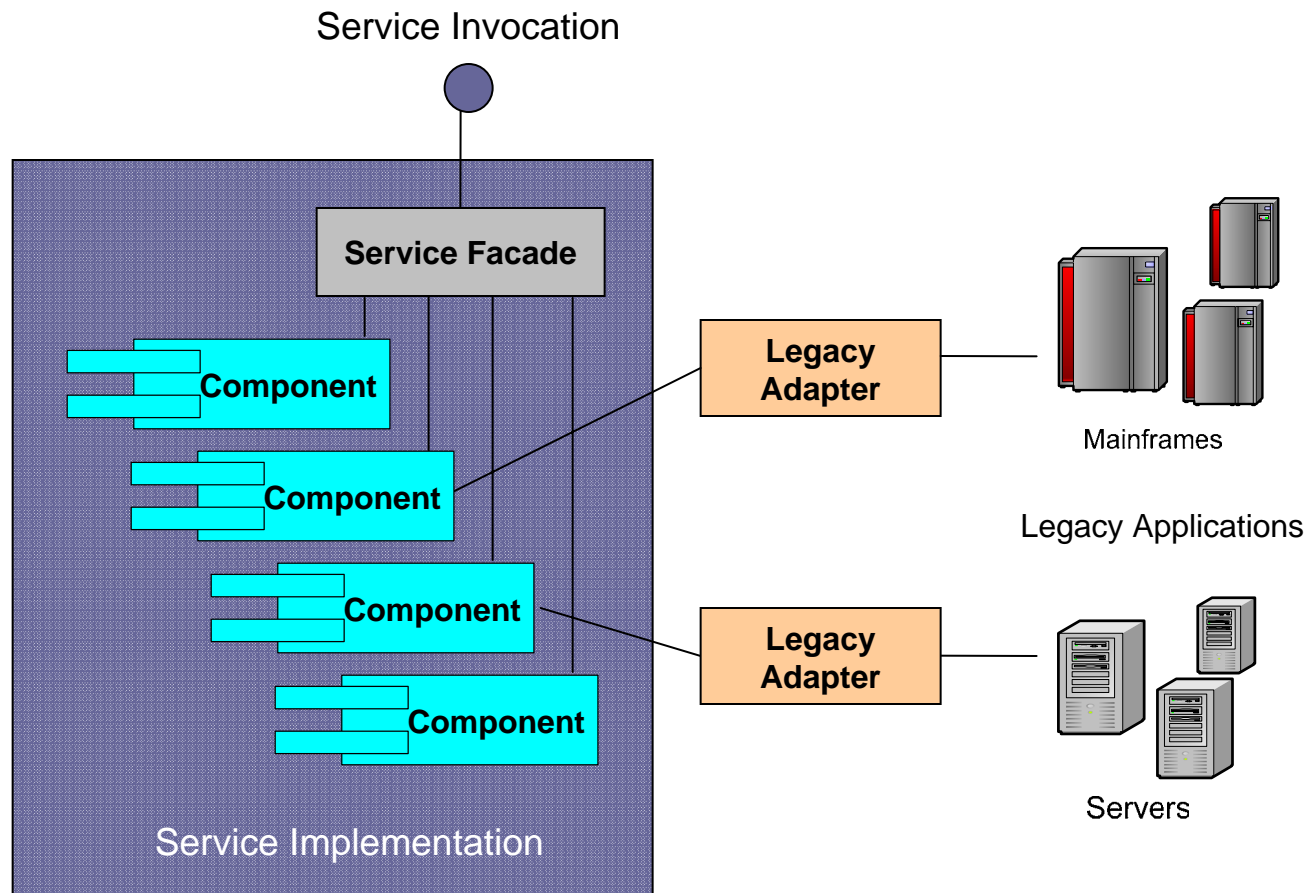 Service Invocation
Service Facade
Component
Component
Component
Component
Service Implementation
Legacy
Adapter
Mainframes
Legacy Applications
Legacy
Adapter
Servers